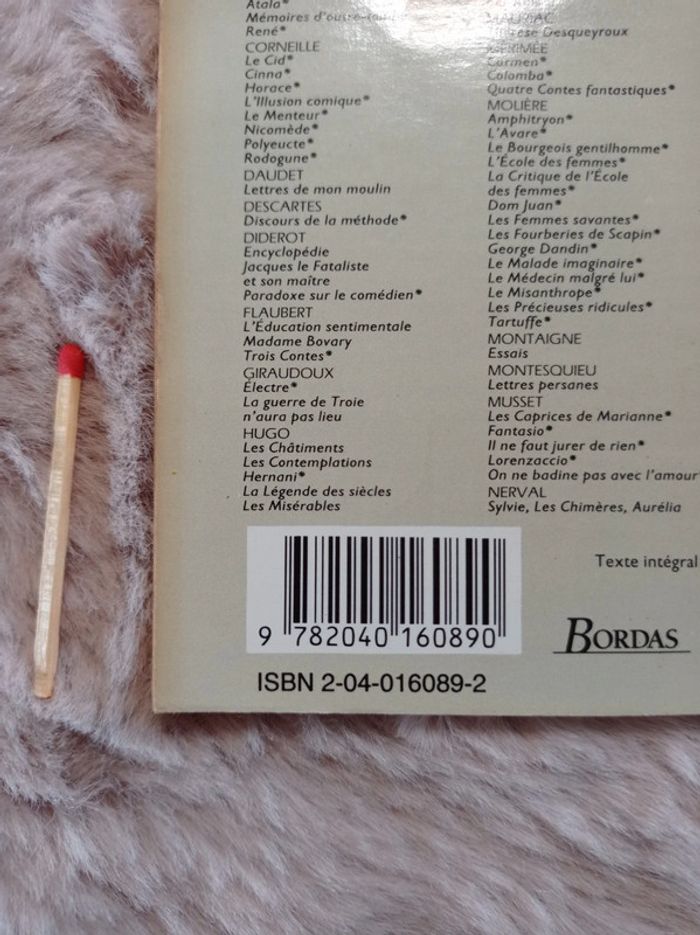 Atala*
Mémoires d'outre-tombe
René*
CORNEILLE
Le Cid*
Cinna*
Horace*
L'Illusion comique*
Le Menteur*
Nicomède*
Polyeucte*
Rodogune*
DAUDET
Lettres de mon moulin
DESCARTES
Discours de la méthode*
DIDEROT
Encyclopédie
Jacques le Fataliste
et son maître
Paradoxe sur le comédien*
FLAUBERT
L'Éducation sentimentale
Madame Bovary
Trois Contes*
GIRAUDOUX
Électre*
La guerre de Troie
n'aura pas lieu
HUGO
Les Châtiments
Les Contemplations
Hernani*
La Légende des siècles
Les Misérables
MAURIAC
Desqueyroux
MÉRIMÉE
Carmen*
Colomba*
Quatre Contes fantastiques*
MOLIÈRE
Amphitryon*
L'Avare*
Le Bourgeois gentilhomme*
L'École des femmes*
La Critique de l'École
des femmes*
Dom Juan*
Les Femmes savantes*
Les Fourberies de Scapin*
George Dandin*
Le Malade imaginaire*
Le Médecin malgré lui*
Le Misanthrope*
Les Précieuses ridicules*
Tartuffe*
MONTAIGNE
Essais
MONTESQUIEU
Lettres persanes
MUSSET
Les Caprices de Marianne*
Fantasio*
Il ne faut jurer de rien*
Lorenzaccio*
On ne badine pas avec l'amour*
NERVAL
Sylvie, Les Chimères, Aurélia
Texte intégral
BORDAS
9 782040 160890
ISBN 2-04-016089-2